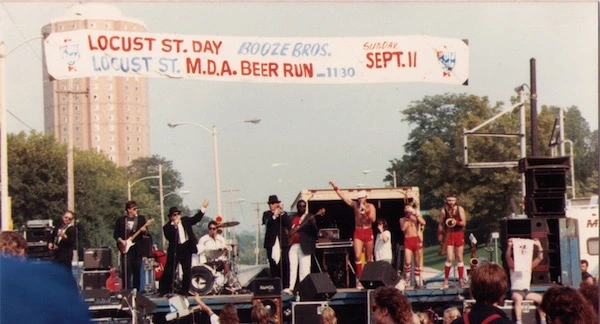 LOCUST ST. DAY BOOZE BROS. SUNDAY SEPT. 11
LOCUST ST. M.D.A. BEER RUN 11:30